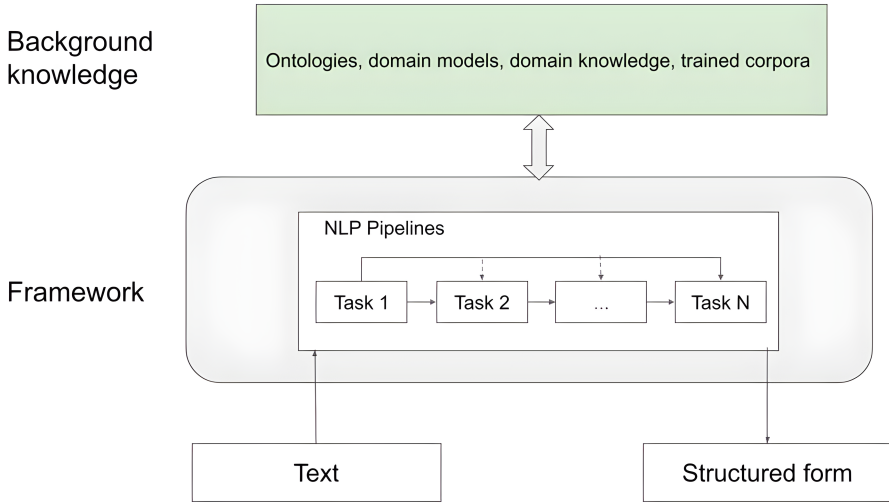 Background
knowledge
Ontologies, domain models, domain knowledge, trained corpora
NLP Pipelines
Framework
Task 1
Task 2
...
Task N
Text
Structured form